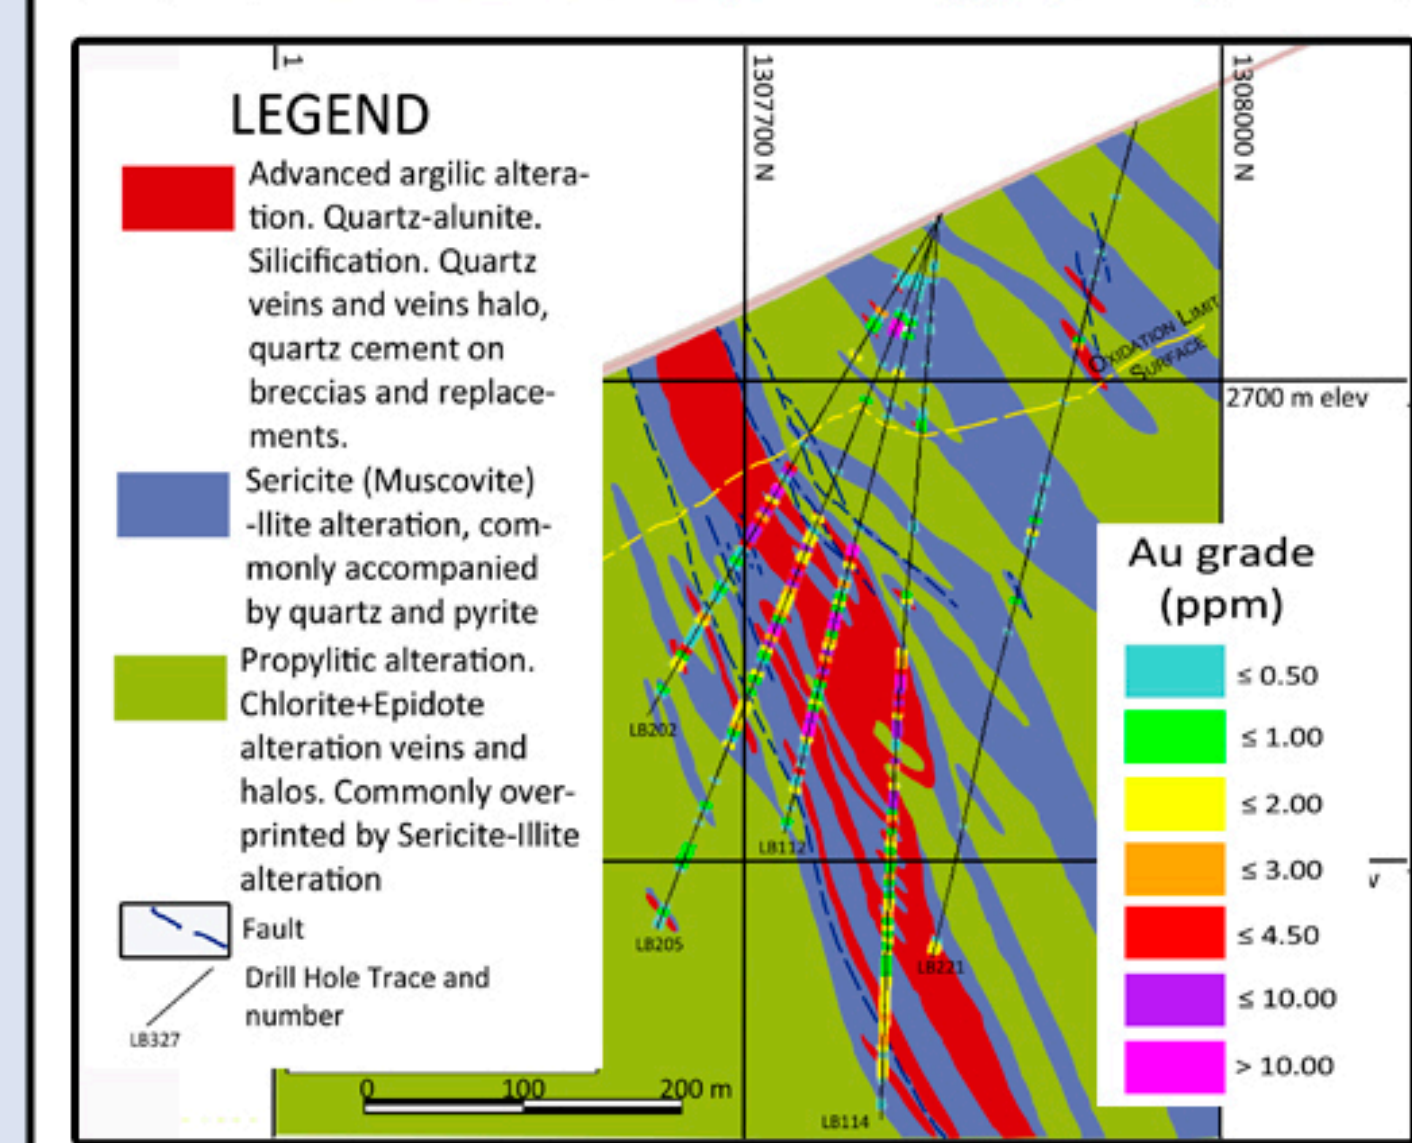 1
1307700 N
1308000 N
LEGEND
Advanced argilic altera-
tion. Quartz-alunite.
Silicification. Quartz
veins and veins halo,
quartz cement on
breccias and replace-
ments.
Sericite (Muscovite)
-Illite alteration, com-
monly accompanied
by quartz and pyrite
Propylitic alteration.
Chlorite+Epidote
alteration veins and
halos. Commonly over-
printed by Sericite-Illite
alteration
Fault
Drill Hole Trace and
number
LB327
0 100 200 m
OXIDATION LIMIT
SURFACE
2700 m elev
LB202
LB112
LB205
LB221
LB114
Au grade
(ppm)
≤ 0.50
≤ 1.00
≤ 2.00
≤ 3.00
≤ 4.50
≤ 10.00
> 10.00
v